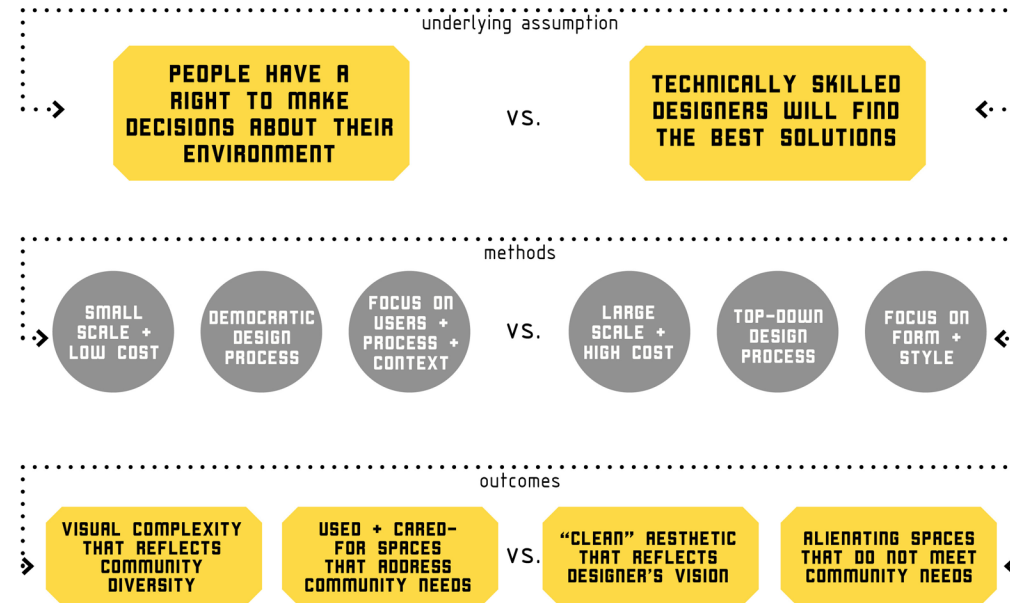 underlying assumption
PEOPLE HAVE A
RIGHT TO MAKE
DECISIONS ABOUT THEIR
ENVIRONMENT
VS.
TECHNICALLY SKILLED
DESIGNERS WILL FIND
THE BEST SOLUTIONS
methods
SMALL
SCALE +
LOW COST
DEMOCRATIC
DESIGN
PROCESS
FOCUS ON
USERS +
PROCESS +
CONTEXT
VS.
LARGE
SCALE +
HIGH COST
TOP-DOWN
DESIGN
PROCESS
FOCUS ON
FORM +
STYLE
outcomes
VISUAL COMPLEXITY
THAT REFLECTS
COMMUNITY
DIVERSITY
USED + CARED-
FOR SPACES
THAT ADDRESS
COMMUNITY NEEDS
VS.
“CLEAN” AESTHETIC
THAT REFLECTS
DESIGNER’S VISION
ALIENATING SPACES
THAT DO NOT MEET
COMMUNITY NEEDS